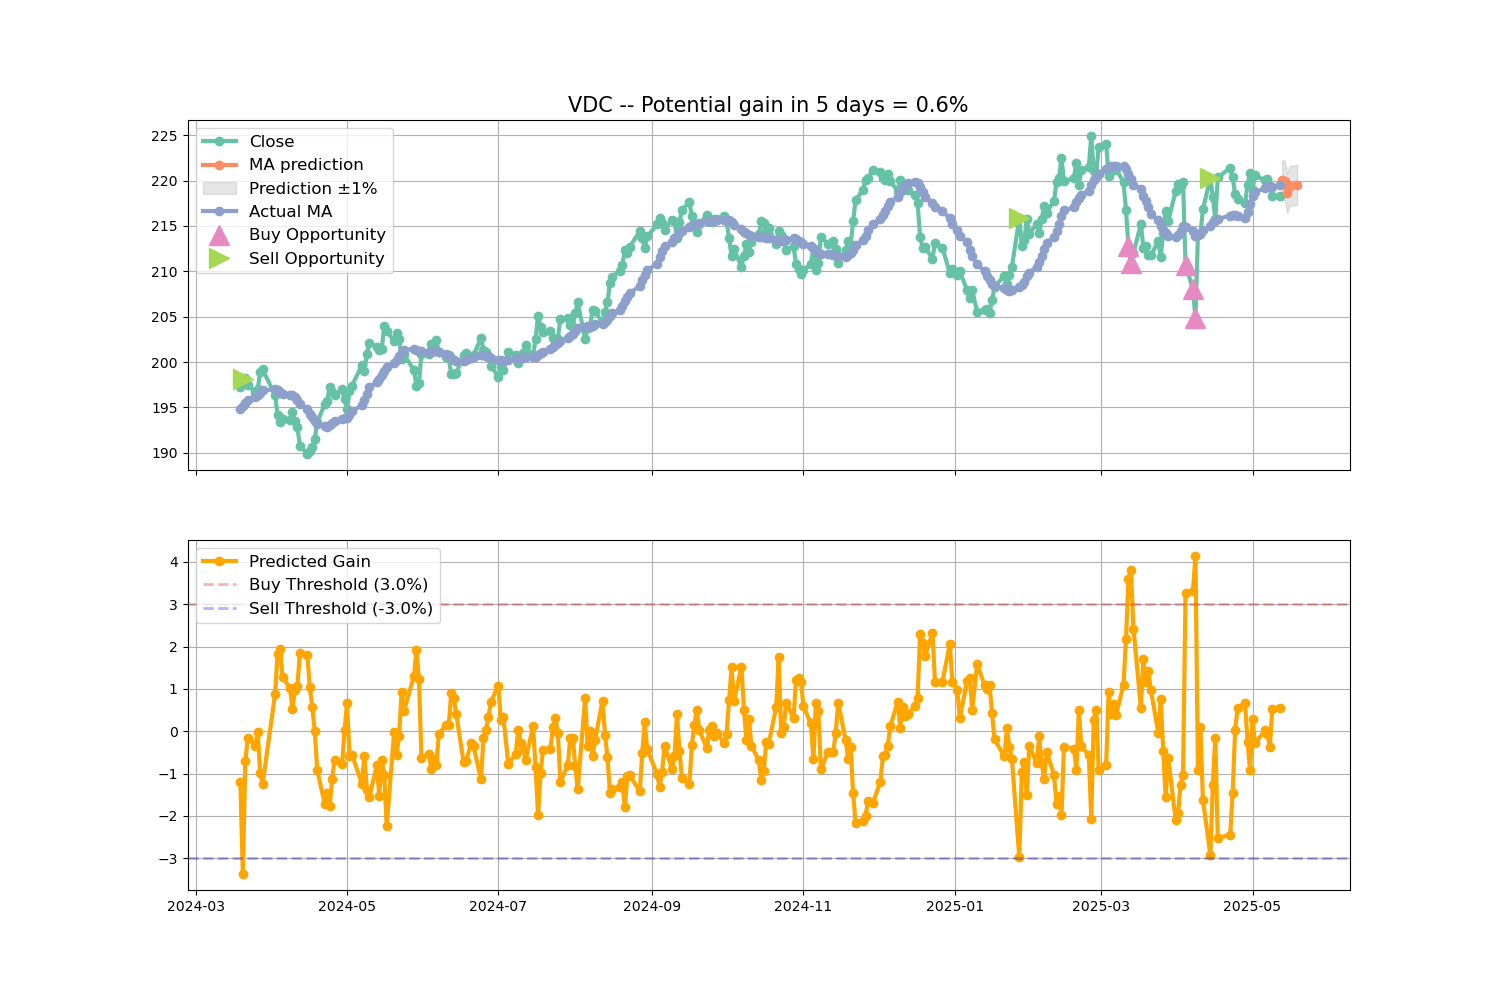 VDC -- Potential gain in 5 days = 0.6%
225
220
215
210
205
200
195
190
Close
MA prediction
Prediction ±1%
Actual MA
Buy Opportunity
Sell Opportunity
4
3
2
1
0
−1
−2
−3
Predicted Gain
Buy Threshold (3.0%)
Sell Threshold (-3.0%)
2024-03
2024-05
2024-07
2024-09
2024-11
2025-01
2025-03
2025-05